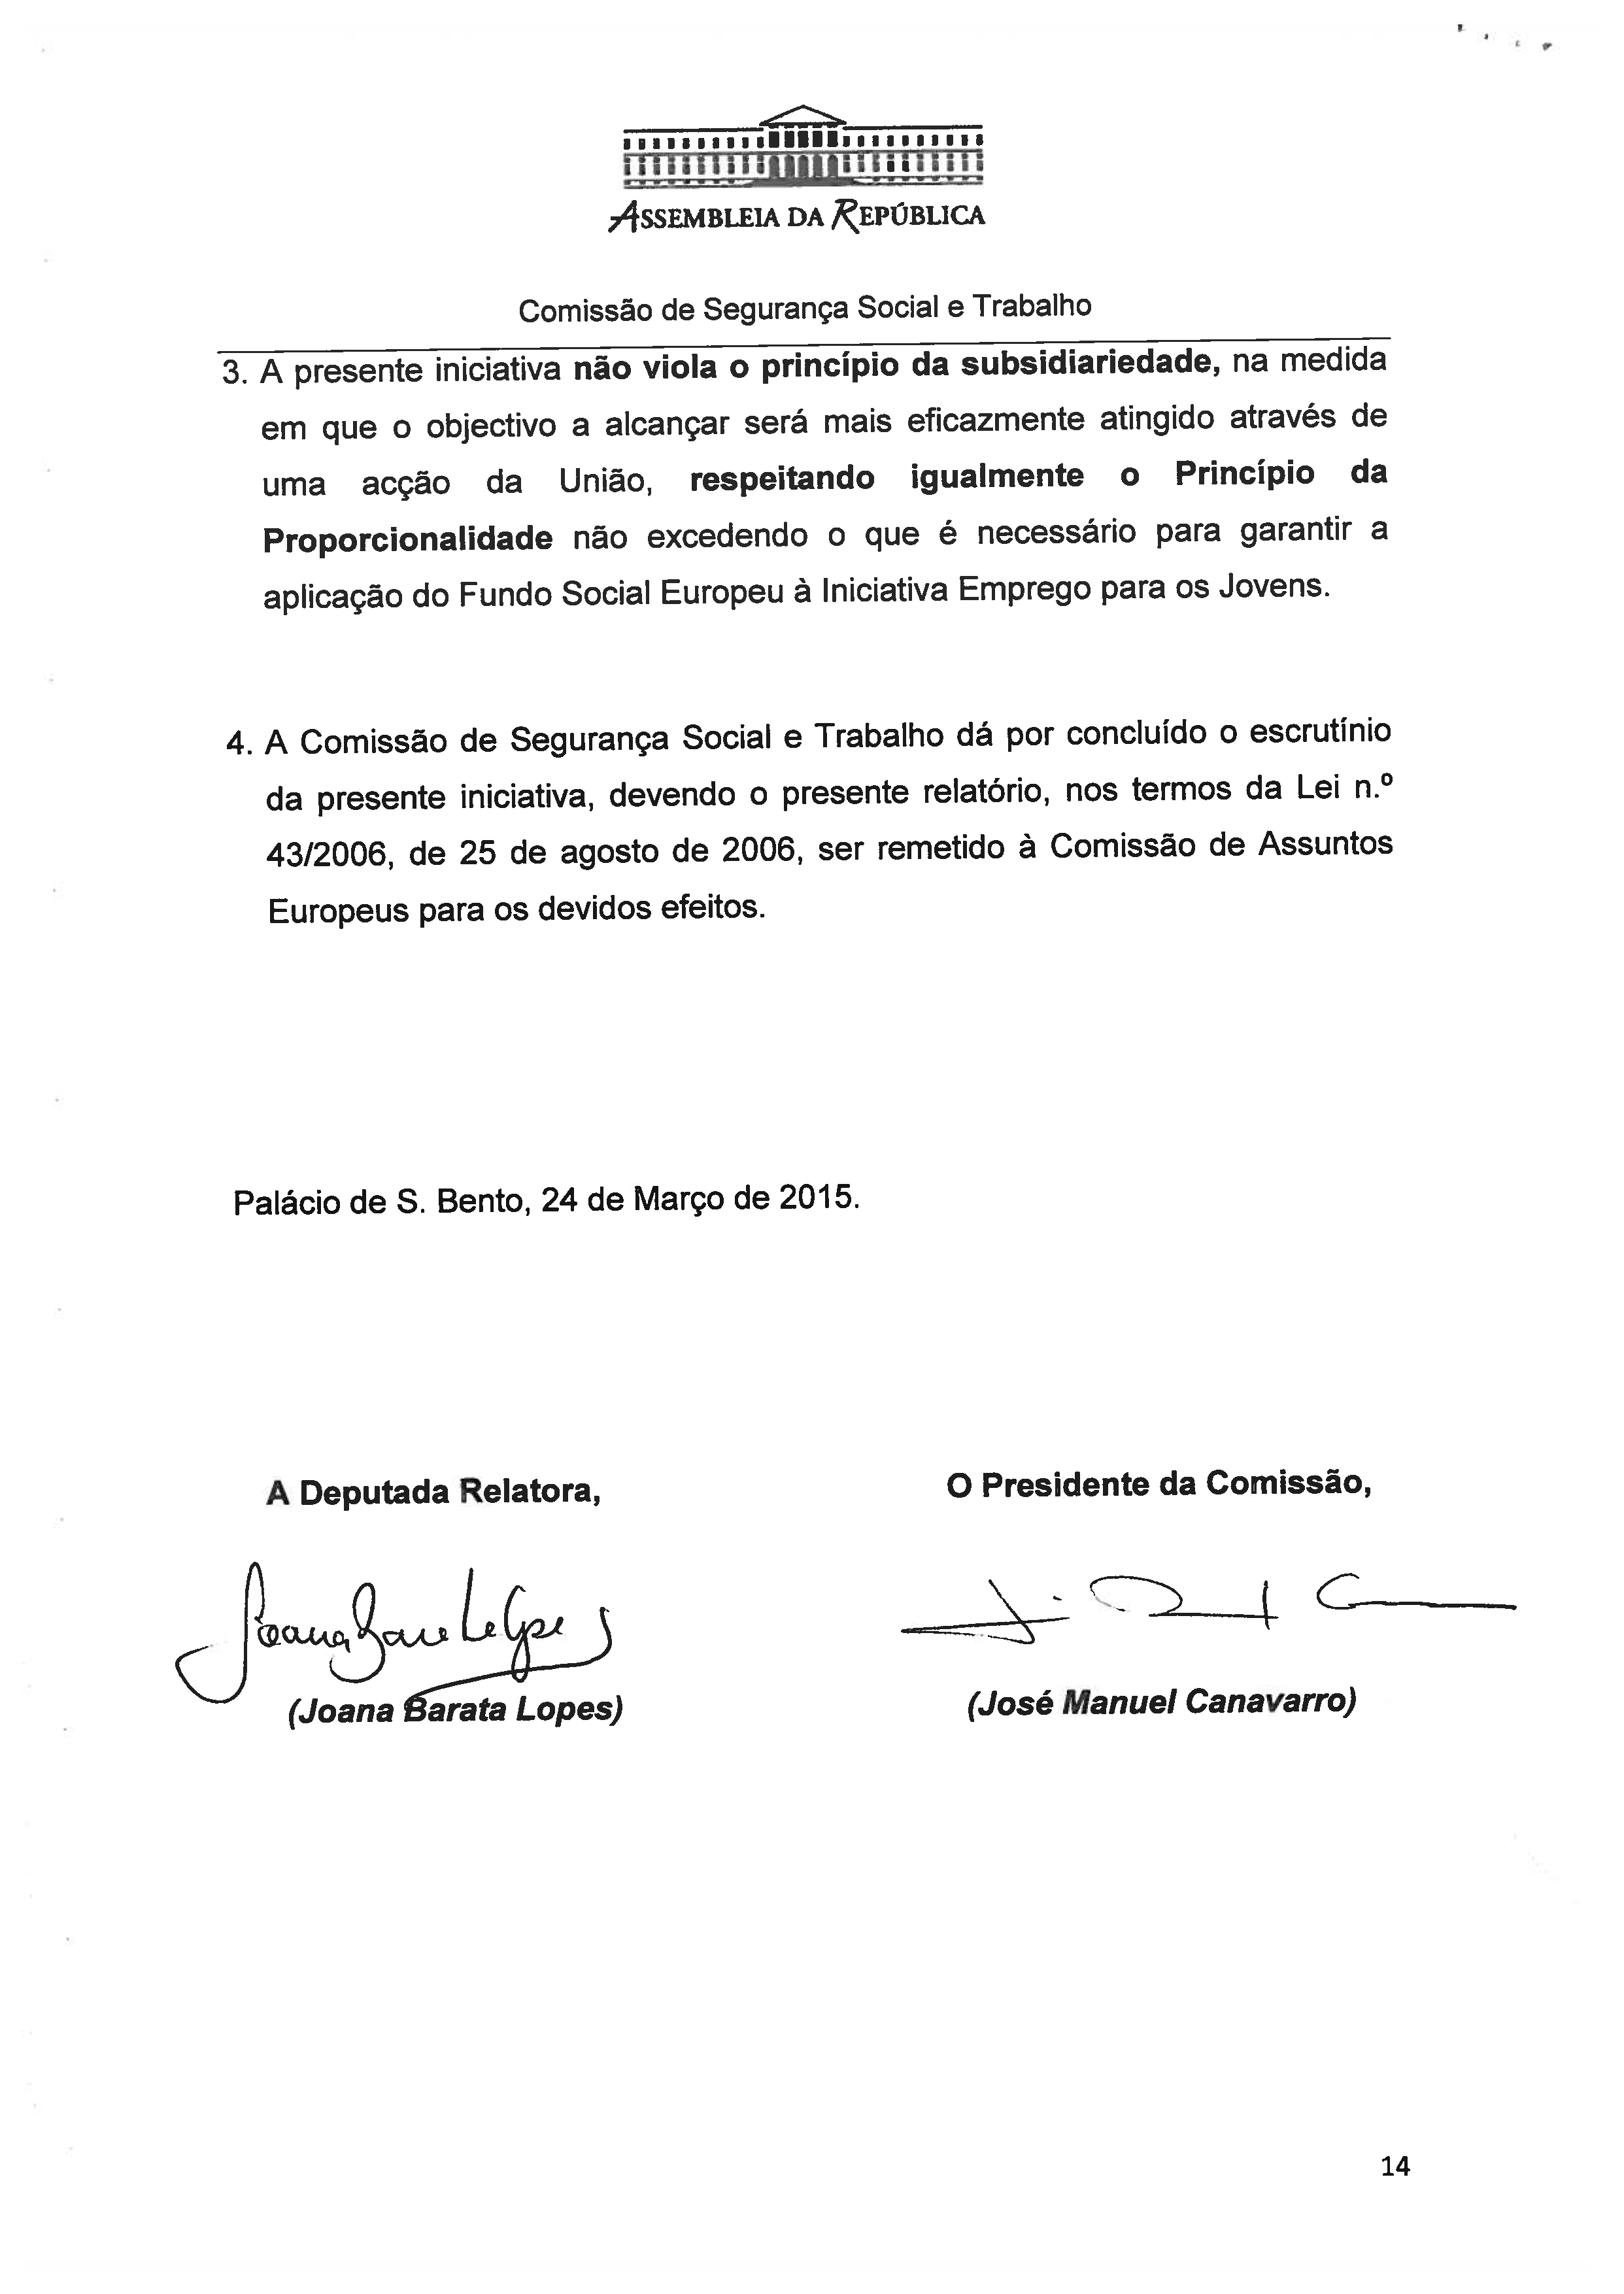 ASSEMBLEIA DA REPÚBLICA
Comissão de Segurança Social e Trabalho
3. A presente iniciativa não viola o princípio da subsidiariedade, na medida
em que o objectivo a alcançar será mais eficazmente atingido através de
uma acção da União, respeitando igualmente o Princípio da
Proporcionalidade não excedendo o que é necessário para garantir a
aplicação do Fundo Social Europeu à Iniciativa Emprego para os Jovens.
4. A Comissão de Segurança Social e Trabalho dá por concluído o escrutínio
da presente iniciativa, devendo o presente relatório, nos termos da Lei n.º
43/2006, de 25 de agosto de 2006, ser remetido à Comissão de Assuntos
Europeus para os devidos efeitos.
Palácio de S. Bento, 24 de Março de 2015.
A Deputada Relatora,
O Presidente da Comissão,
Joana Barata Lopes
(Joana Barata Lopes)
(José Manuel Canavarro)
14